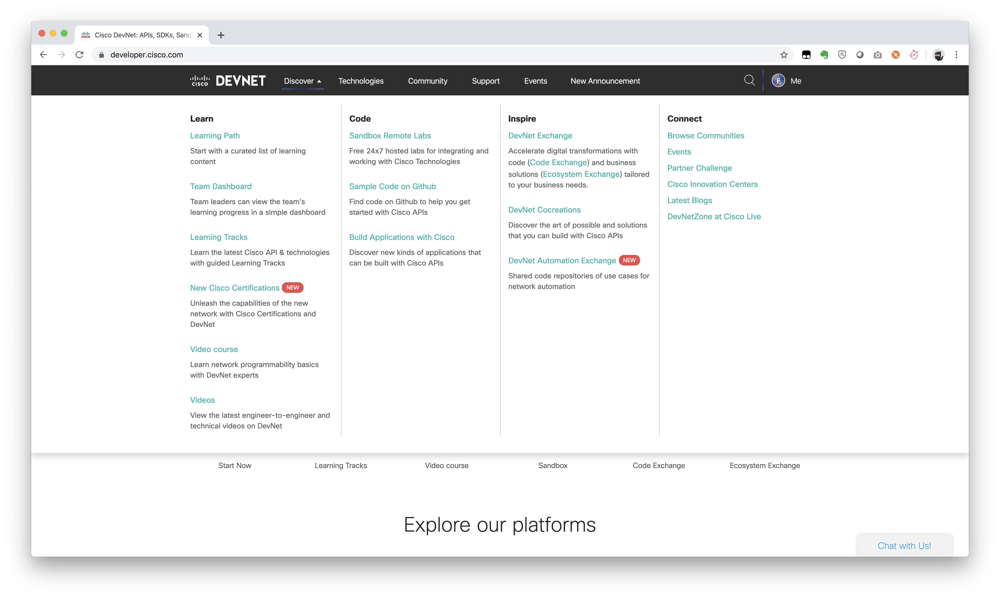 Cisco DevNet: APIs, SDKs, Sand
developer.cisco.com
CISCO DEVNET
Discover
Technologies
Community
Support
Events
New Announcement
F
Me
Learn
Learning Path
Start with a curated list of learning
content
Team Dashboard
Team leaders can view the team's
learning progress in a simple dashboard
Learning Tracks
Learn the latest Cisco API & technologies
with guided Learning Tracks
New Cisco Certifications NEW
Unleash the capabilities of the new
network with Cisco Certifications and
DevNet
Video course
Learn network programmability basics
with DevNet experts
Videos
View the latest engineer-to-engineer and
technical videos on DevNet
Code
Sandbox Remote Labs
Free 24x7 hosted labs for integrating and
working with Cisco Technologies
Sample Code on Github
Find code on Github to help you get
started with Cisco APIs
Build Applications with Cisco
Discover new kinds of applications that
can be built with Cisco APIs
Inspire
DevNet Exchange
Accelerate digital transformations with
code (Code Exchange) and business
solutions (Ecosystem Exchange) tailored
to your business needs.
DevNet Cocreations
Discover the art of possible and solutions
that you can build with Cisco APIs
DevNet Automation Exchange NEW
Shared code repositories of use cases for
network automation
Connect
Browse Communities
Events
Partner Challenge
Cisco Innovation Centers
Latest Blogs
DevNetZone at Cisco Live
Start Now
Learning Tracks
Video course
Sandbox
Code Exchange
Ecosystem Exchange
Explore our platforms
Chat with Us!